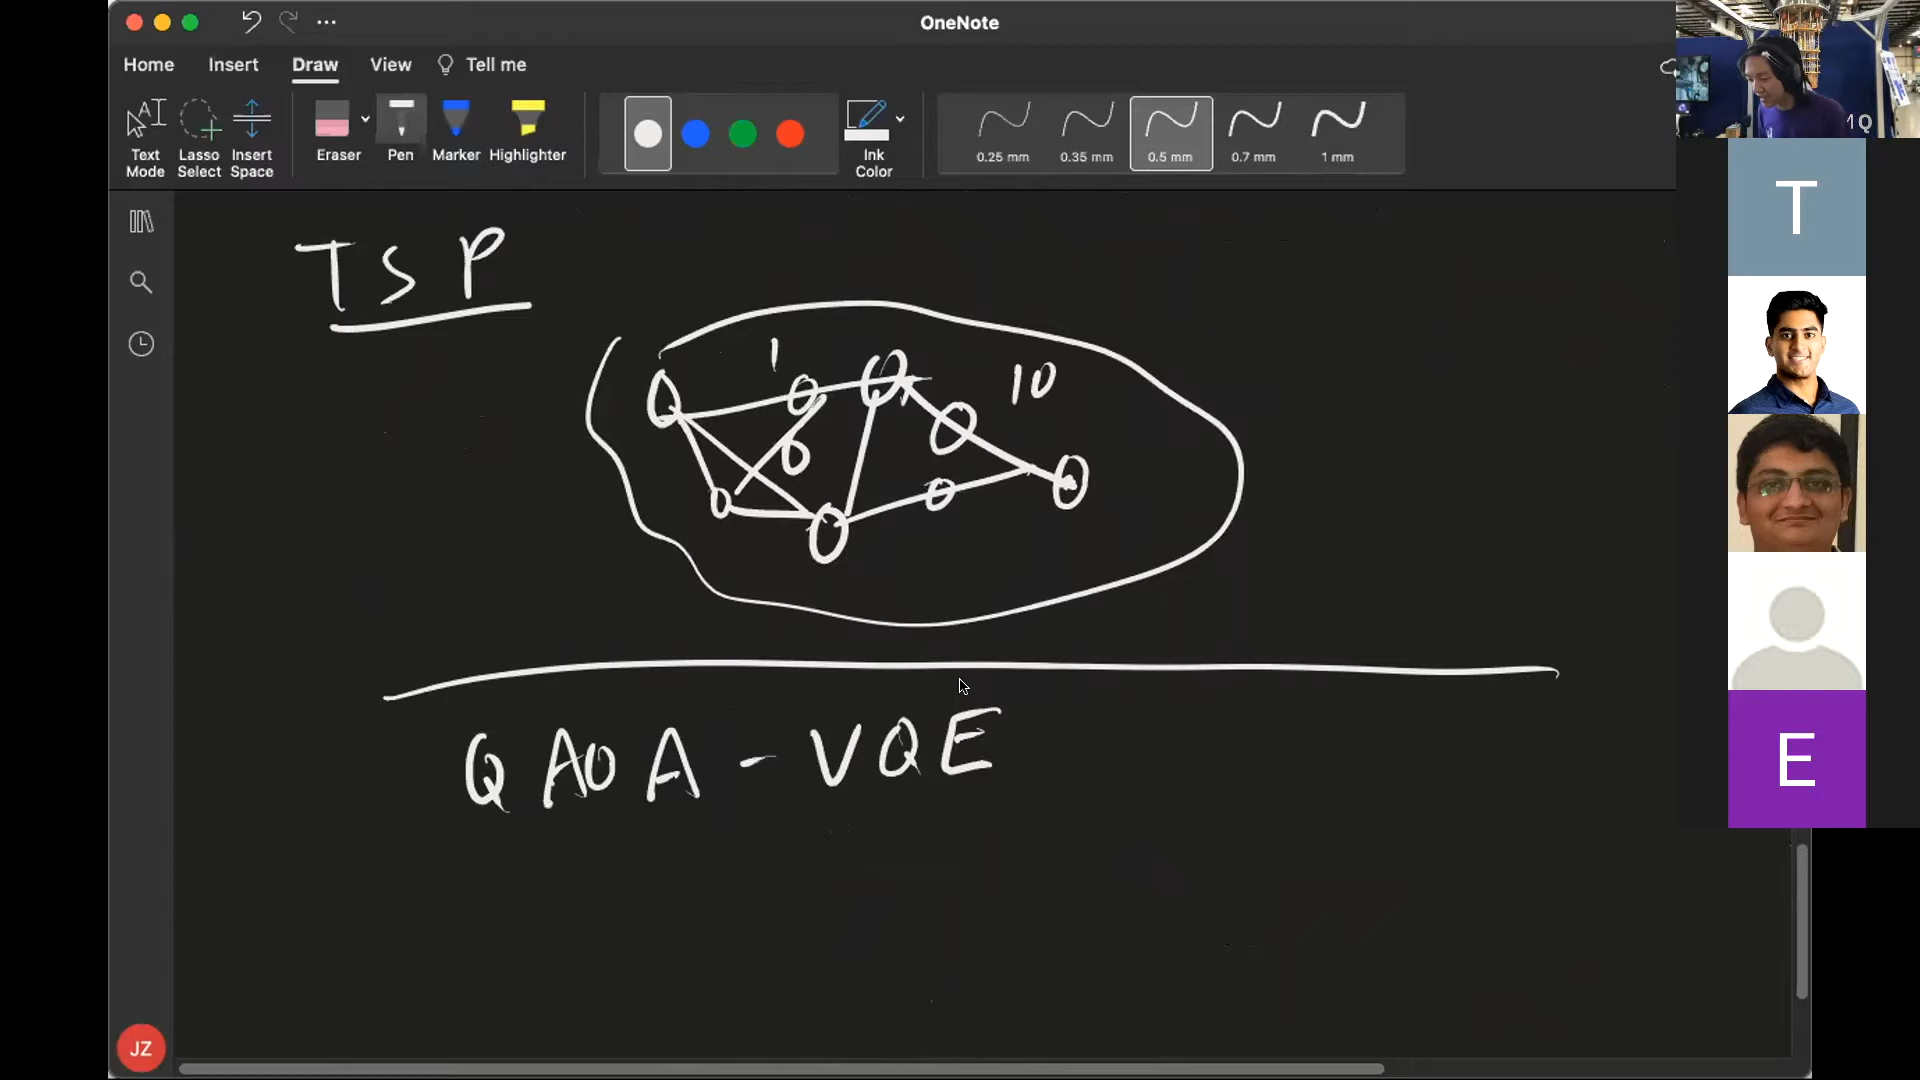 OneNote
Home Insert Draw View Tell me
Text Mode
Lasso Select
Insert Space
Eraser
Pen
Marker
Highlighter
Ink Color
0.25 mm
0.35 mm
0.5 mm
0.7 mm
1 mm
TSP
1
10
QAOA - VQE
JZ
Q
T
E